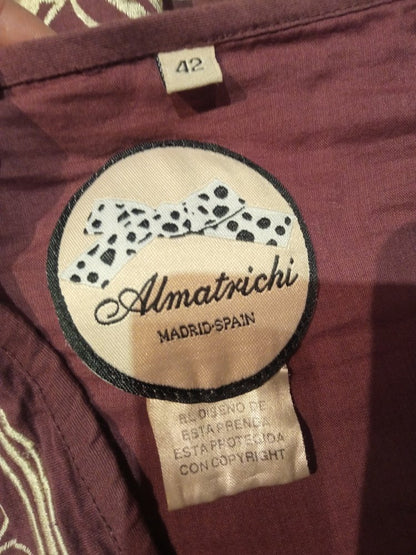 42
Almatrichi
MADRID-SPAIN
EL DISEÑO DE
ESTA PRENDA
ESTA PROTEGIDA
CON COPYRIGHT